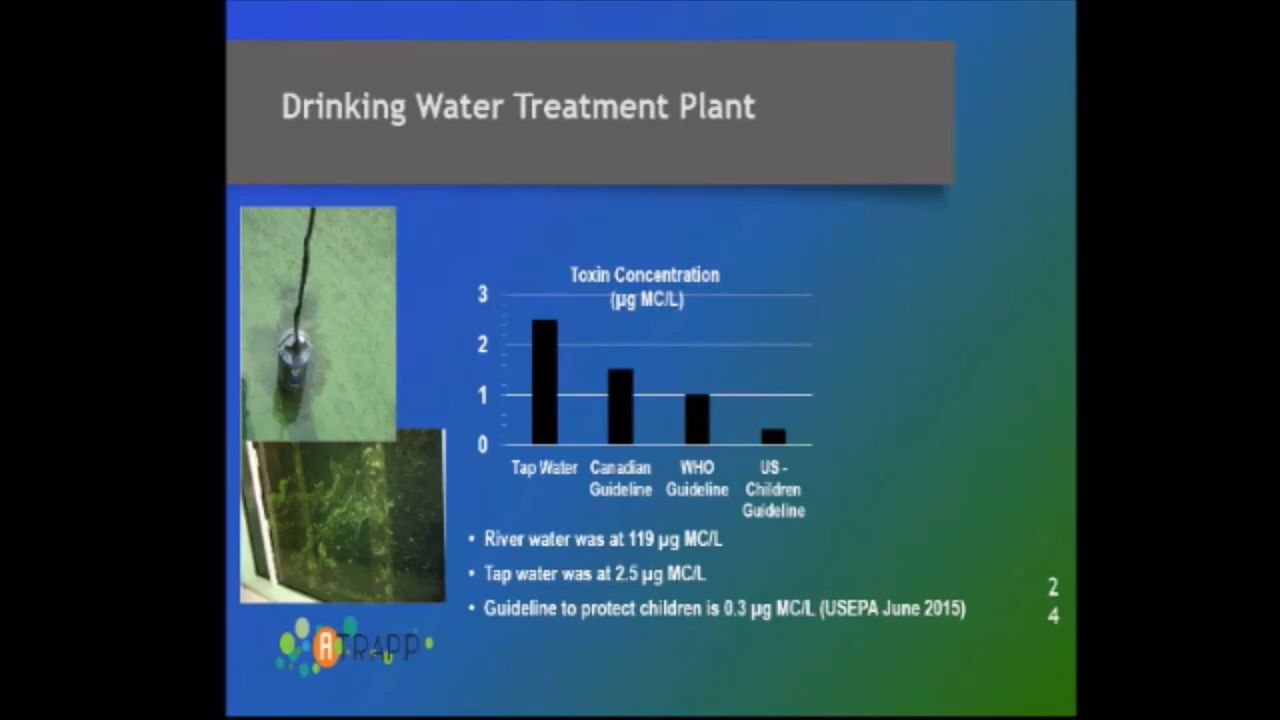 Drinking Water Treatment Plant
Toxin Concentration
(µg MC/L)
3
2
1
0
Tap Water
Canadian
Guideline
WHO
Guideline
US -
Children
Guideline
• River water was at 119 µg MC/L
• Tap water was at 2.5 µg MC/L
• Guideline to protect children is 0.3 µg MC/L (USEPA June 2015)
2
4
ATRAPP